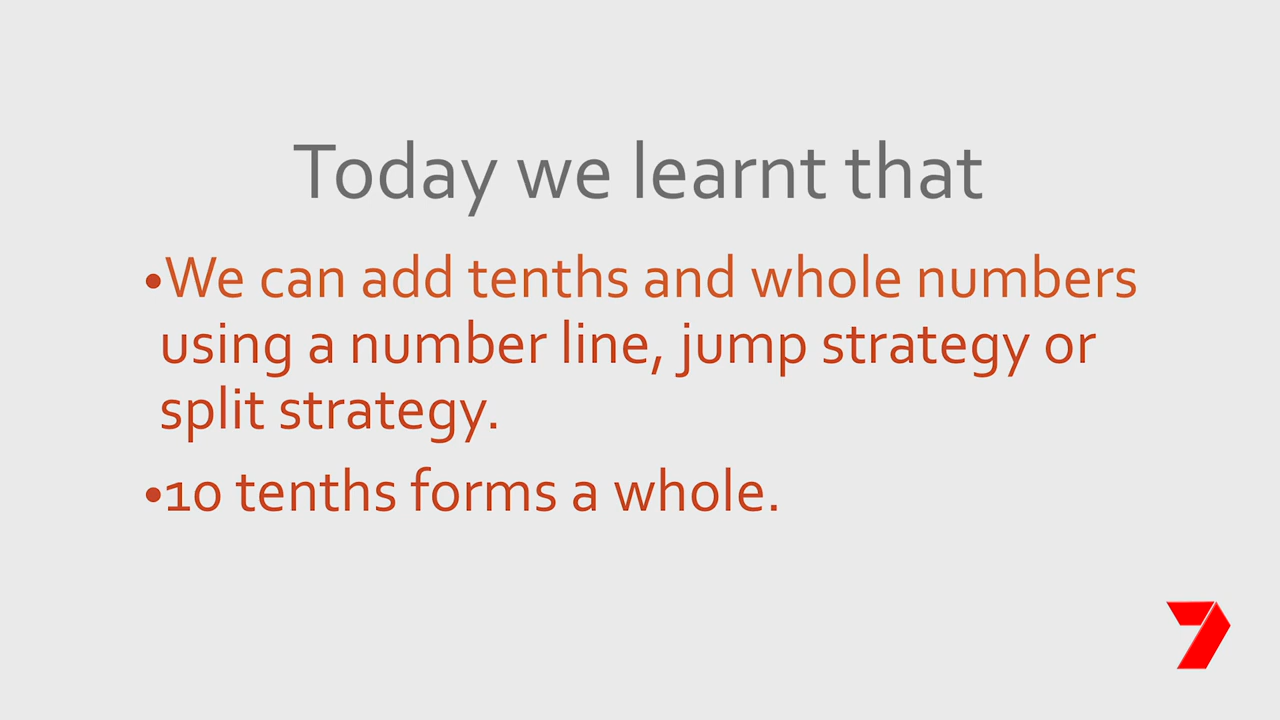 Today we learnt that
•We can add tenths and whole numbers
using a number line, jump strategy or
split strategy.
•10 tenths forms a whole.
7